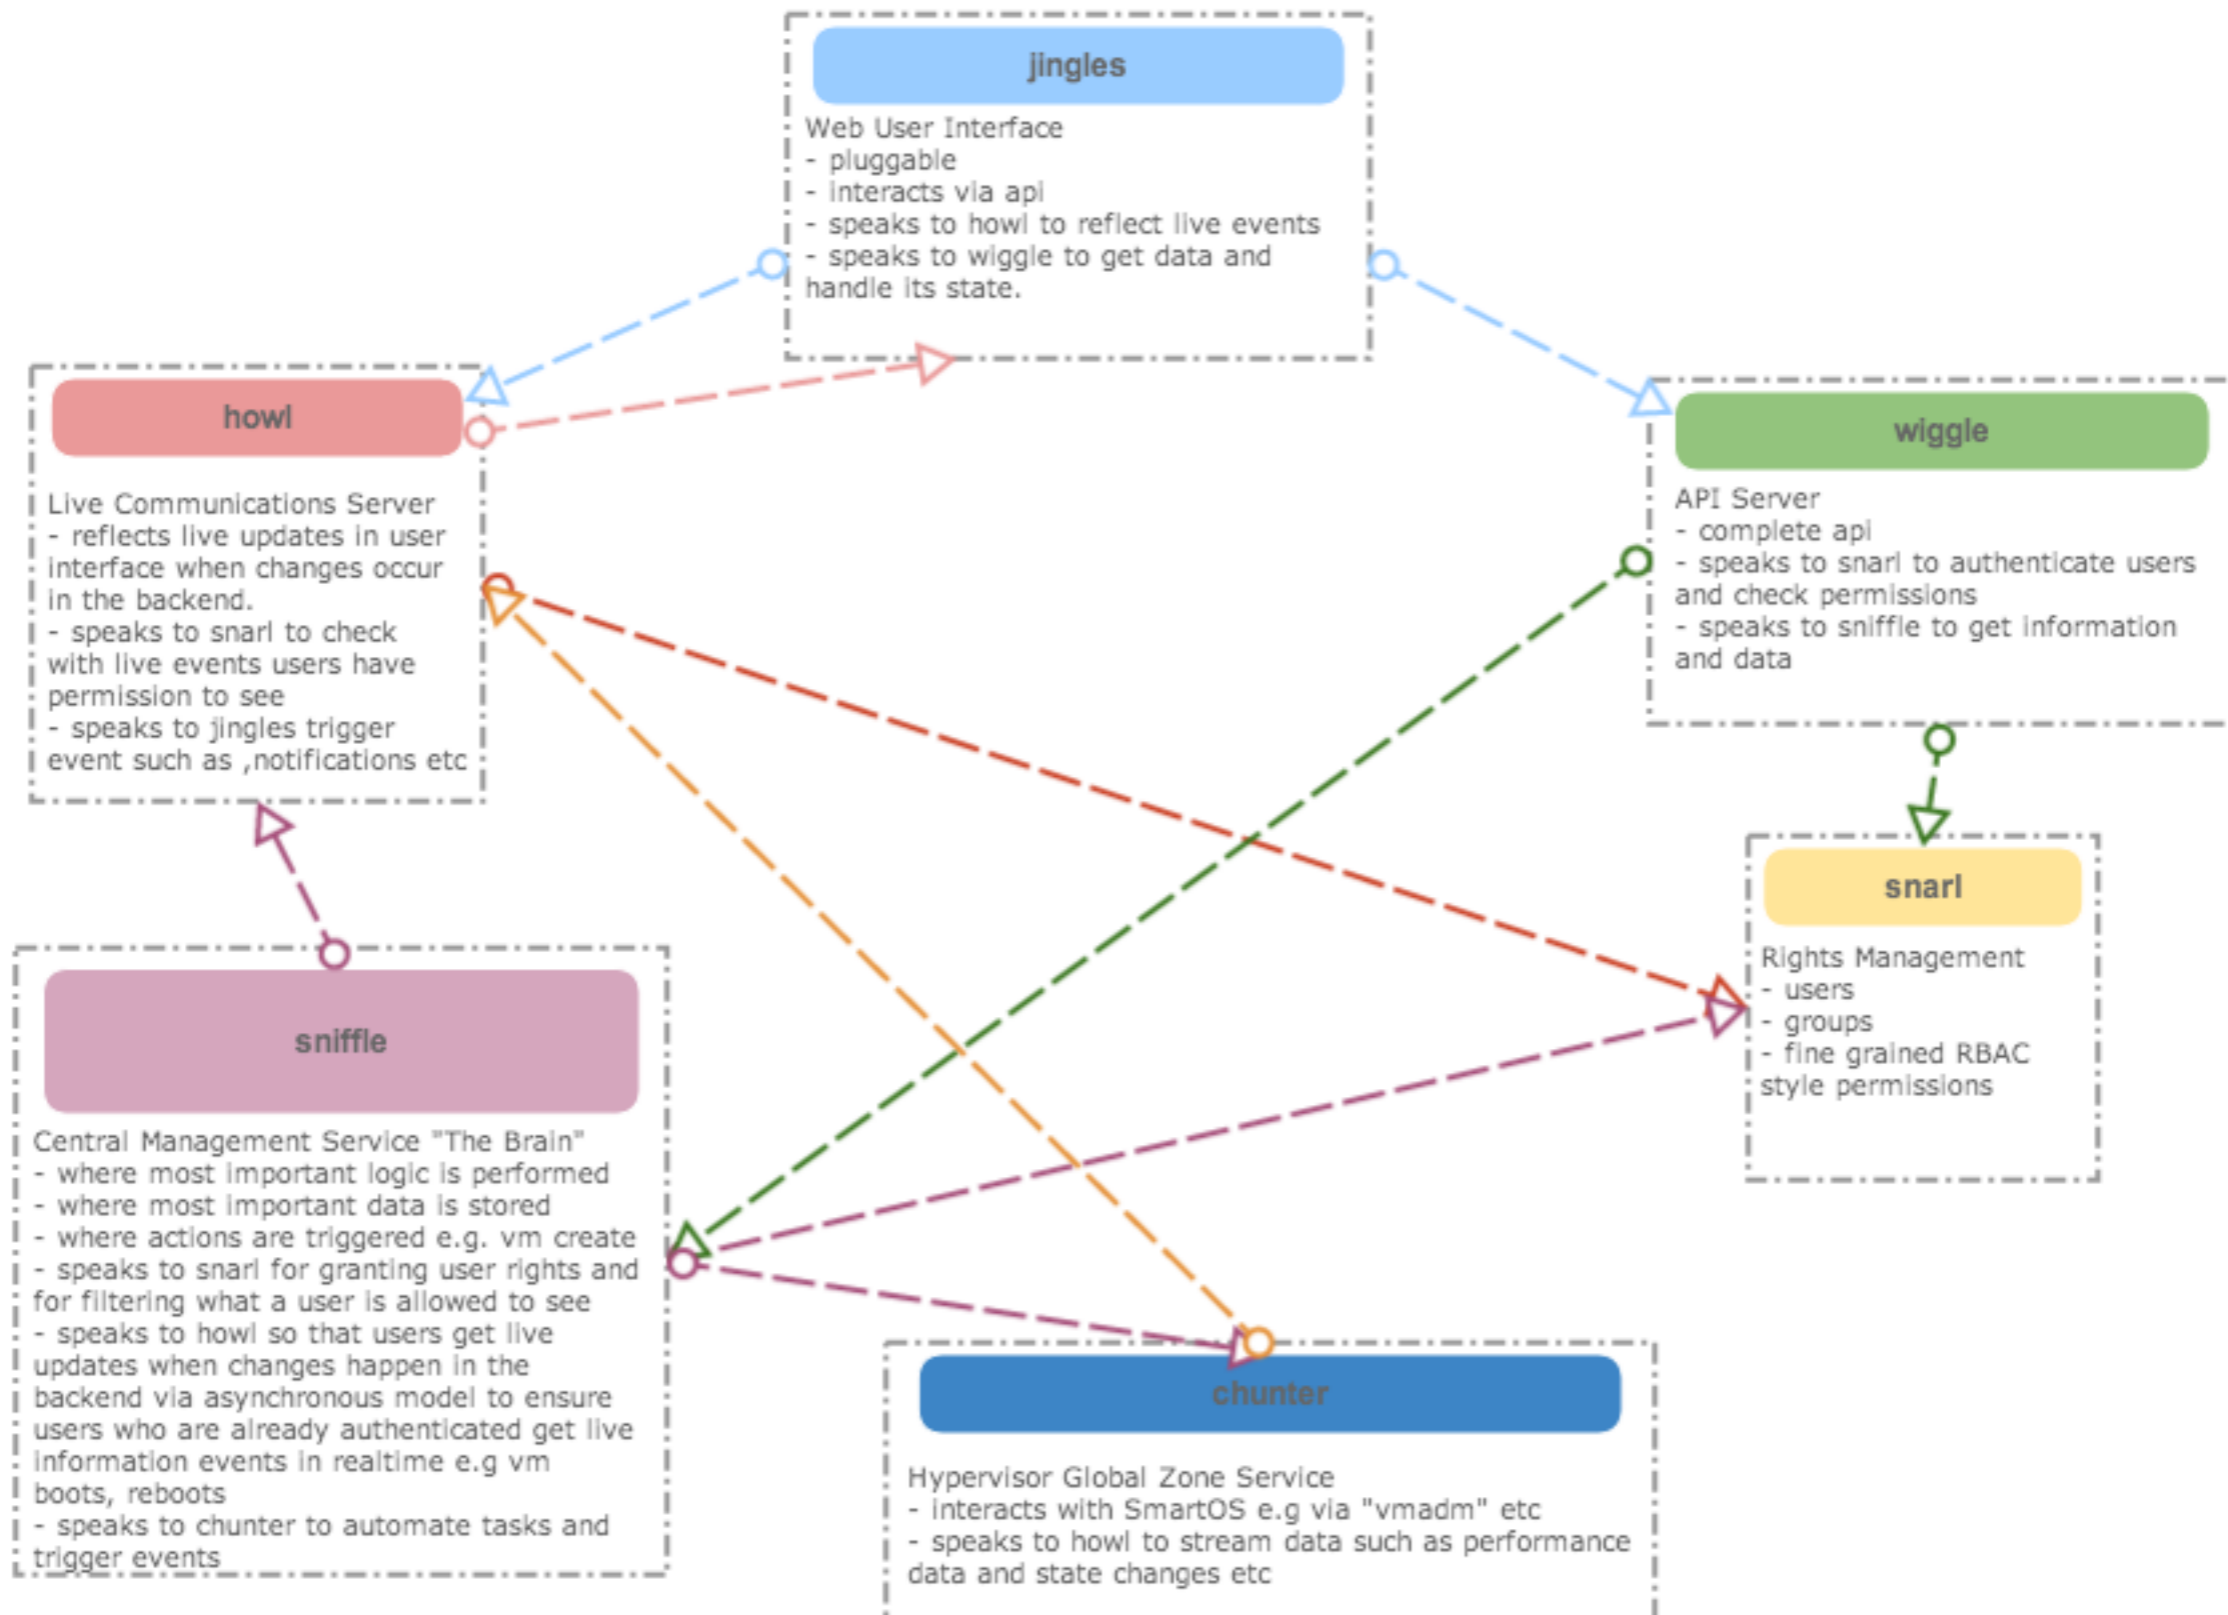 jingles
Web User Interface
- pluggable
- interacts via api
- speaks to howl to reflect live events
- speaks to wiggle to get data and
handle its state.
howl
Live Communications Server
- reflects live updates in user
interface when changes occur
in the backend.
- speaks to snarl to check
with live events users have
permission to see
- speaks to jingles trigger
event such as ,notifications etc
wiggle
API Server
- complete api
- speaks to snarl to authenticate users
and check permissions
- speaks to sniffle to get information
and data
snarl
Rights Management
- users
- groups
- fine grained RBAC
style permissions
sniffle
Central Management Service "The Brain"
- where most important logic is performed
- where most important data is stored
- where actions are triggered e.g. vm create
- speaks to snarl for granting user rights and
for filtering what a user is allowed to see
- speaks to howl so that users get live
updates when changes happen in the
backend via asynchronous model to ensure
users who are already authenticated get live
information events in realtime e.g vm
boots, reboots
- speaks to chunter to automate tasks and
trigger events
chunter
Hypervisor Global Zone Service
- interacts with SmartOS e.g via "vmadm" etc
- speaks to howl to stream data such as performance
data and state changes etc